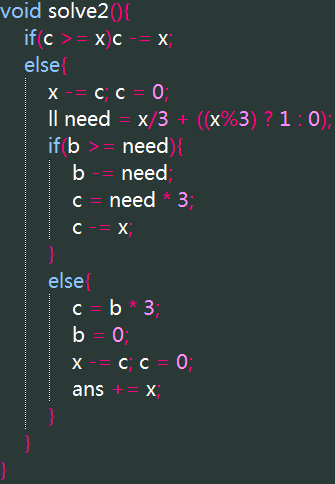 void solve2(){
if(c >= x)c -= x;
else{
x -= c; c = 0;
ll need = x/3 + ((x%3) ? 1 : 0);
if(b >= need){
b -= need;
c = need * 3;
c -= x;
}
else{
c = b * 3;
b = 0;
x -= c; c = 0;
ans += x;
}
}
}